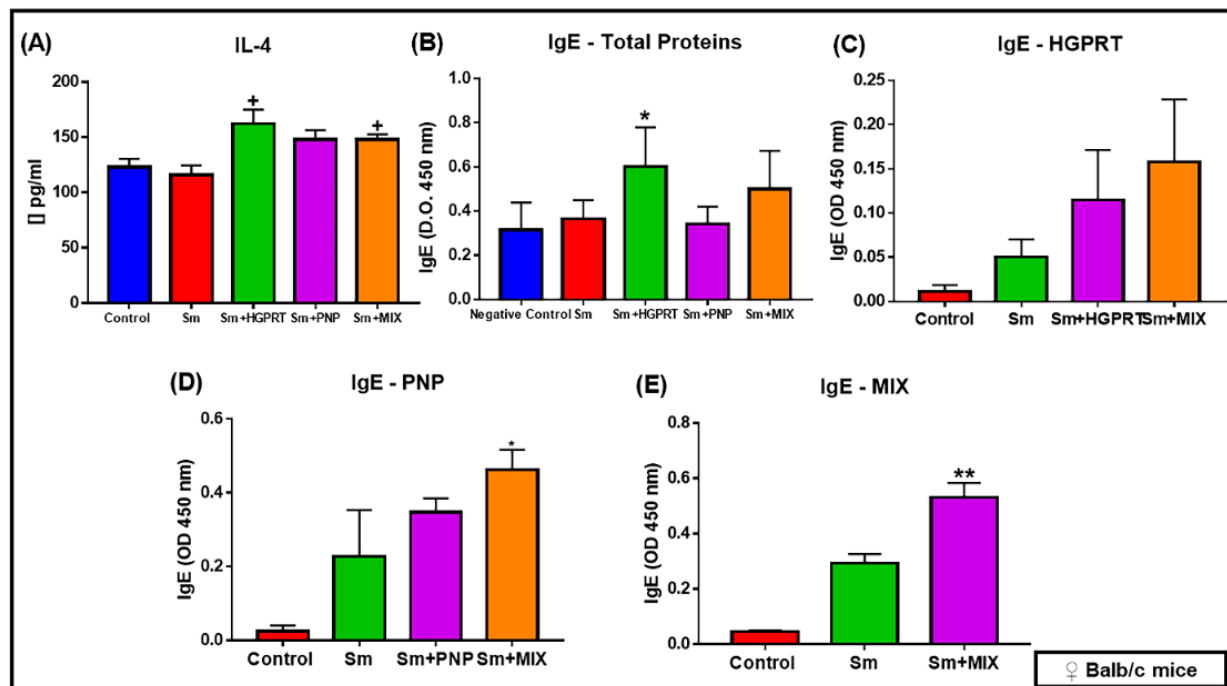 (A)
IL-4
[] pg/ml
200
150
100
50
0
+
+
Control Sm Sm+HGPRT Sm+PNP Sm+MIX
(B)
IgE - Total Proteins
IgE (D.O. 450 nm)
1.0
0.8
0.6
0.4
0.2
0.0
*
Negative Control Sm Sm+HGPRT Sm+PNP Sm+MIX
(C)
IgE - HGPRT
IgE (OD 450 nm)
0.25
0.20
0.15
0.10
0.05
0.00
Control Sm Sm+HGPRT Sm+MIX
(D)
IgE - PNP
IgE (OD 450 nm)
0.6
0.4
0.2
0.0
*
Control Sm Sm+PNP Sm+MIX
(E)
IgE - MIX
IgE (OD 450 nm)
0.8
0.6
0.4
0.2
0.0
**
Control Sm Sm+MIX
♀ Balb/c mice